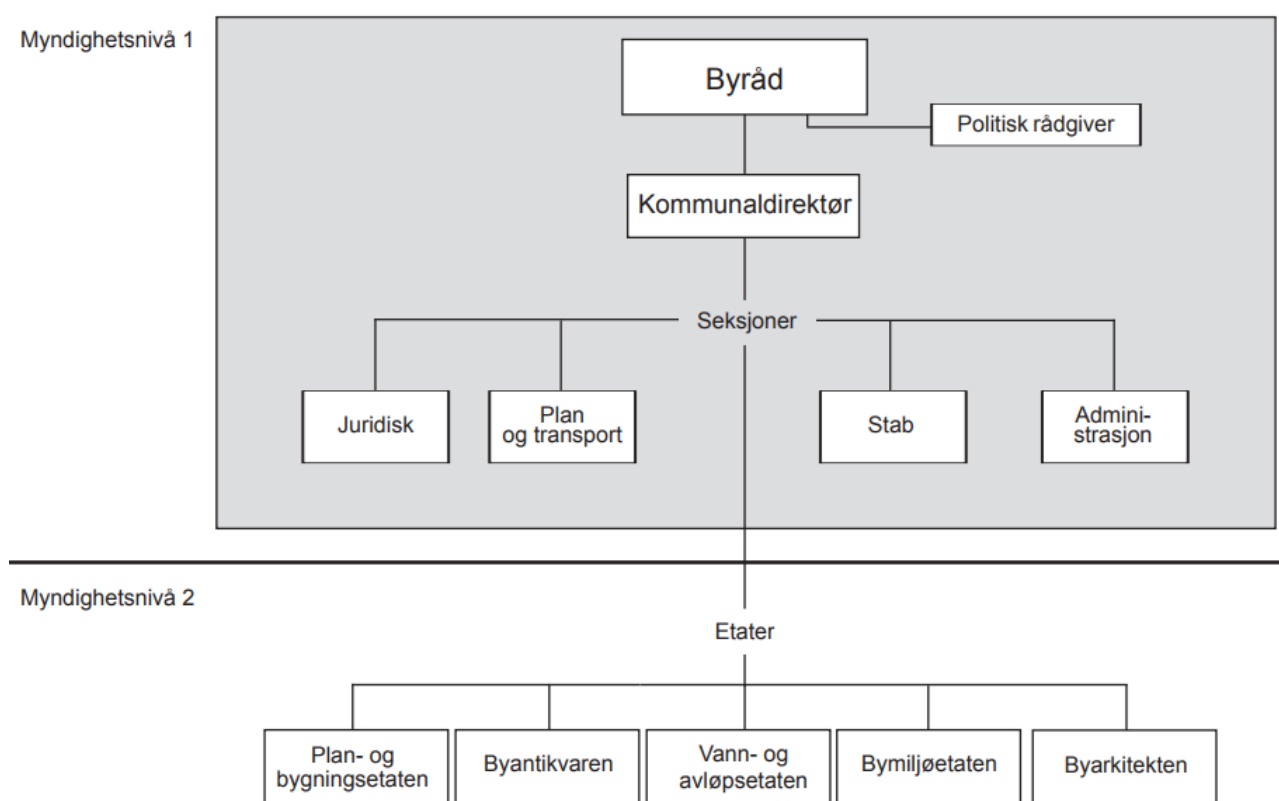 Myndighetsnivå 1
Byråd
Politisk rådgiver
Kommunaldirektør
Seksjoner
Juridisk
Plan
og transport
Stab
Admini-
strasjon
Myndighetsnivå 2
Etater
Plan- og
bygningsetaten
Byantikvaren
Vann- og
avløpsetaten
Bymiljøetaten
Byarkitekten